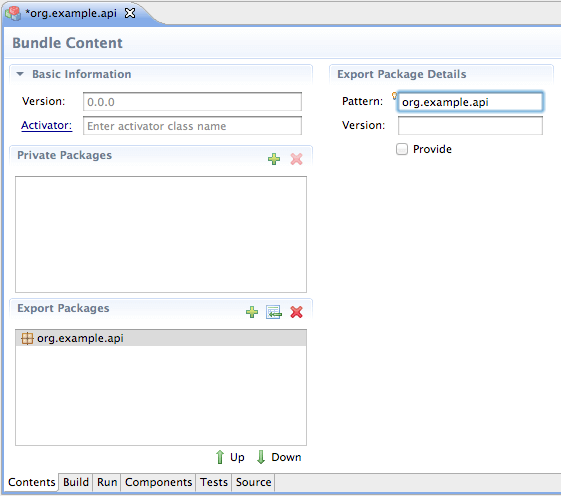 *org.example.api
Bundle Content
Basic Information
Version: 0.0.0
Activator: Enter activator class name
Private Packages
Export Packages
org.example.api
Up Down
Export Package Details
Pattern: org.example.api
Version:
Provide
Contents Build Run Components Tests Source